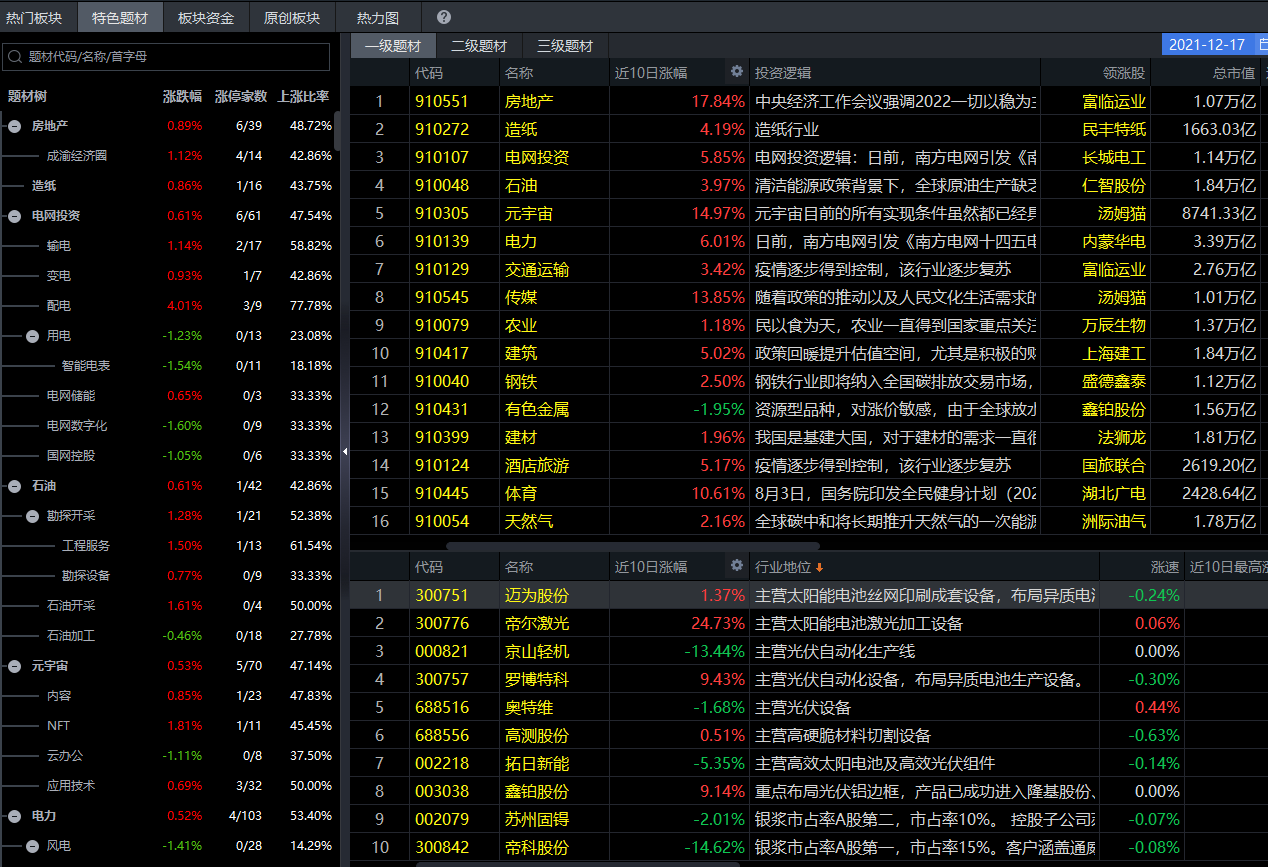 热门板块 特色题材 板块资金 原创板块 热力图 ?
一级题材 二级题材 三级题材 2021-12-17
题材代码/名称/首字母
题材树 涨跌幅 涨停家数 上涨比率
房地产 0.89% 6/39 48.72%
成渝经济圈 1.12% 4/14 42.86%
造纸 0.86% 1/16 43.75%
电网投资 0.61% 6/61 47.54%
输电 1.14% 2/17 58.82%
变电 0.93% 1/7 42.86%
配电 4.01% 3/9 77.78%
用电 -1.23% 0/13 23.08%
智能电表 -1.54% 0/11 18.18%
电网储能 0.65% 0/3 33.33%
电网数字化 -1.60% 0/9 33.33%
国网控股 -1.05% 0/6 33.33%
石油 0.61% 1/42 42.86%
勘探开采 1.28% 1/21 52.38%
工程服务 1.50% 1/13 61.54%
勘探设备 0.77% 0/9 33.33%
石油开采 1.61% 0/4 50.00%
石油加工 -0.46% 0/18 27.78%
元宇宙 0.53% 5/70 47.14%
内容 0.85% 1/23 47.83%
NFT 1.81% 1/11 45.45%
云办公 -1.11% 0/8 37.50%
应用技术 0.69% 3/32 50.00%
电力 0.52% 4/103 53.40%
风电 -1.41% 0/28 14.29%
代码 名称 近10日涨幅 投资逻辑 领涨股 总市值
1 910551 房地产 17.84% 中央经济工作会议强调2022一切以稳为主 富临运业 1.07万亿
2 910272 造纸 4.19% 造纸行业 民丰特纸 1663.03亿
3 910107 电网投资 5.85% 电网投资逻辑：日前，南方电网引发《南 长城电工 1.14万亿
4 910048 石油 3.97% 清洁能源政策背景下，全球原油生产缺乏 仁智股份 1.84万亿
5 910305 元宇宙 14.97% 元宇宙目前的所有实现条件虽然都已经具 汤姆猫 8741.33亿
6 910139 电力 6.01% 日前，南方电网引发《南方电网十四五电 内蒙华电 3.39万亿
7 910129 交通运输 3.42% 疫情逐步得到控制，该行业逐步复苏 富临运业 2.76万亿
8 910545 传媒 13.85% 随着政策的推动以及人民文化生活需求的 汤姆猫 1.01万亿
9 910079 农业 1.18% 民以食为天，农业一直得到国家重点关注 万辰生物 1.37万亿
10 910417 建筑 5.02% 政策回暖提升估值空间，尤其是积极的财 上海建工 1.84万亿
11 910040 钢铁 2.50% 钢铁行业即将纳入全国碳排放交易市场， 盛德鑫泰 1.12万亿
12 910431 有色金属 -1.95% 资源型品种，对涨价敏感，由于全球放水 鑫铂股份 1.56万亿
13 910399 建材 1.96% 我国是基建大国，对于建材的需求一直很 法狮龙 1.81万亿
14 910124 酒店旅游 5.17% 疫情逐步得到控制，该行业逐步复苏 国旅联合 2619.20亿
15 910445 体育 10.61% 8月3日，国务院印发全民健身计划（202 湖北广电 2428.64亿
16 910054 天然气 2.16% 全球碳中和将长期推升天然气的一次能源 洲际油气 1.78万亿
代码 名称 近10日涨幅 行业地位 涨速 近10日最高涨
1 300751 迈为股份 1.37% 主营太阳能电池丝网印刷成套设备，布局异质电池 -0.24%
2 300776 帝尔激光 24.73% 主营太阳能电池激光加工设备 0.06%
3 000821 京山轻机 -13.44% 主营光伏自动化生产线 0.00%
4 300757 罗博特科 9.43% 主营光伏自动化设备，布局异质电池生产设备。 -0.30%
5 688516 奥特维 -1.68% 主营光伏设备 0.44%
6 688556 高测股份 0.51% 主营高硬脆材料切割设备 -0.63%
7 002218 拓日新能 -5.35% 主营高效太阳电池及高效光伏组件 -0.14%
8 003038 鑫铂股份 9.14% 重点布局光伏铝边框，产品已成功进入隆基股份、 0.00%
9 002079 苏州固锝 -2.01% 银浆市占率A股第二，市占率10%。 控股子公司 -0.07%
10 300842 帝科股份 -14.62% 银浆市占率A股第一，市占率15%。客户涵盖通威 -0.08%